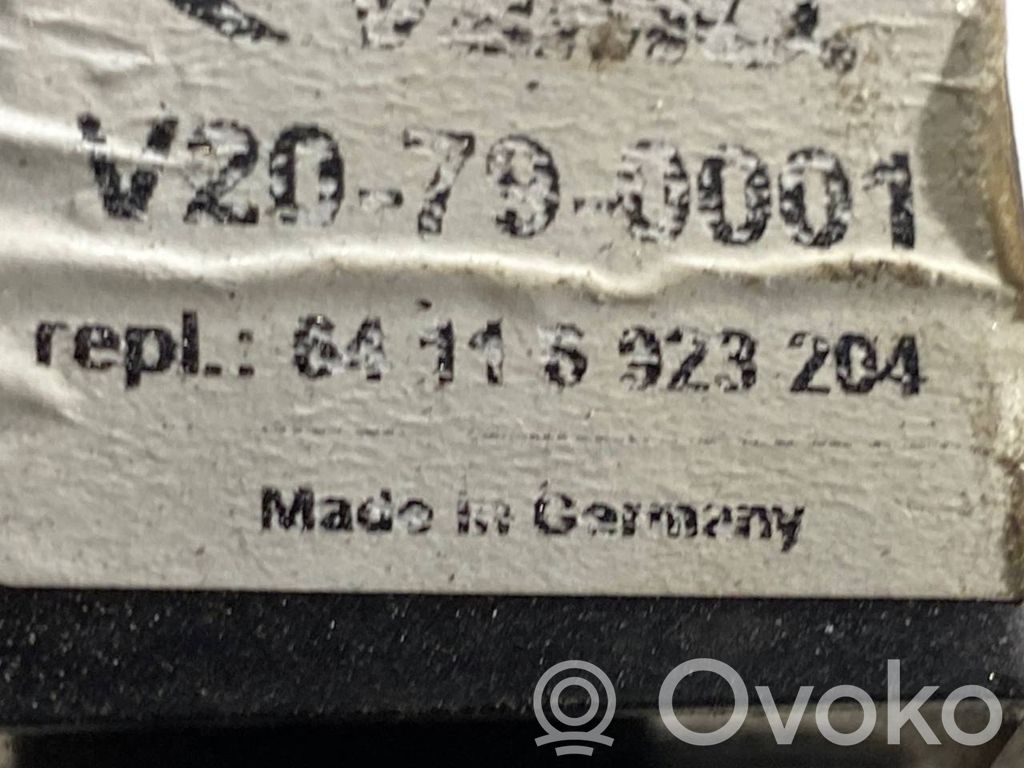 V20-79-0001
repl.: 64 11 6 923 204
Made in Germany
Ovoko